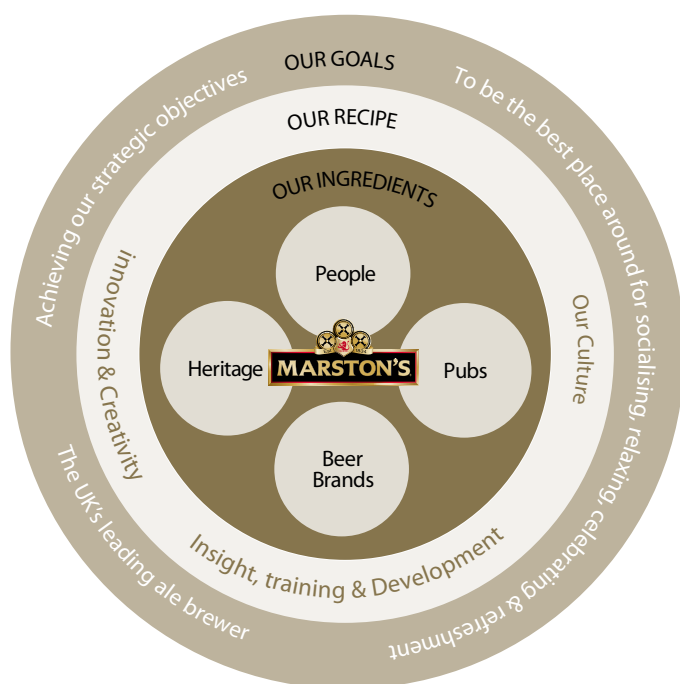 OUR GOALS
To be the best place around for socialising, relaxing, celebrating & refreshment
The UK's leading ale brewer
Achieving our strategic objectives
OUR RECIPE
Our Culture
Insight, training & Development
innovation & Creativity
OUR INGREDIENTS
People
Heritage
MARSTON'S
Pubs
Beer
Brands